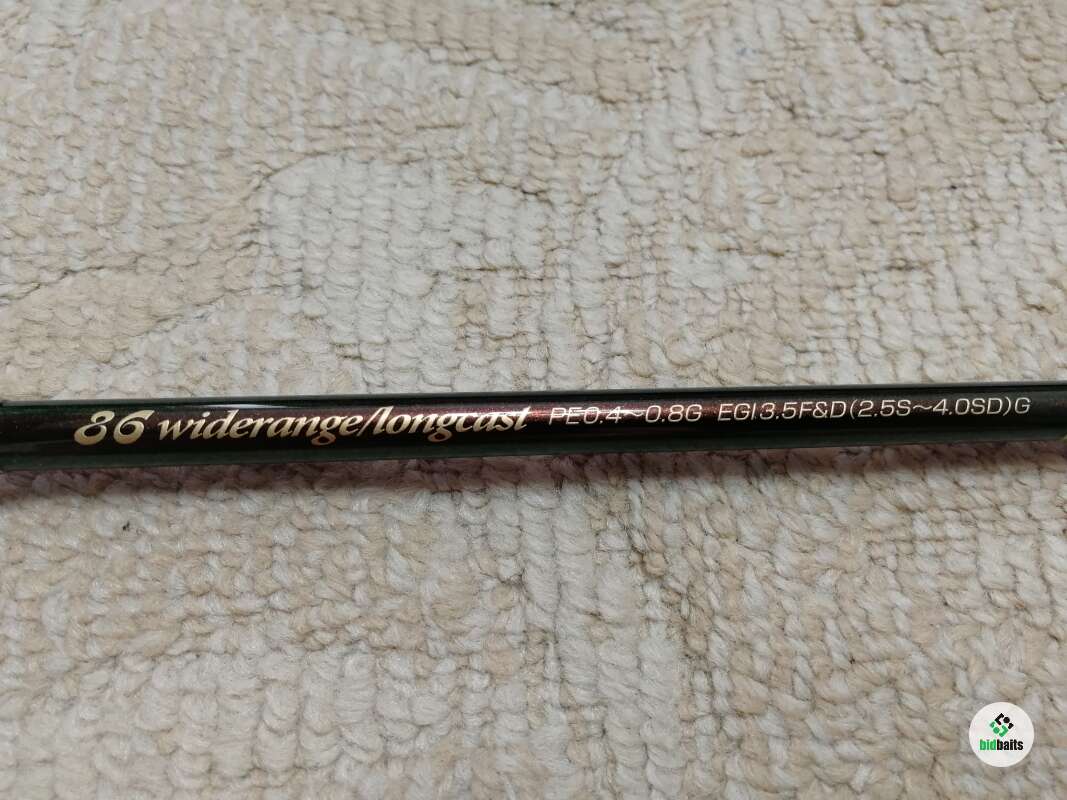 86 widerange/longcast PE0.4～0.8G EGI3.5F&D(2.5S～4.0SD)G
bidbaits